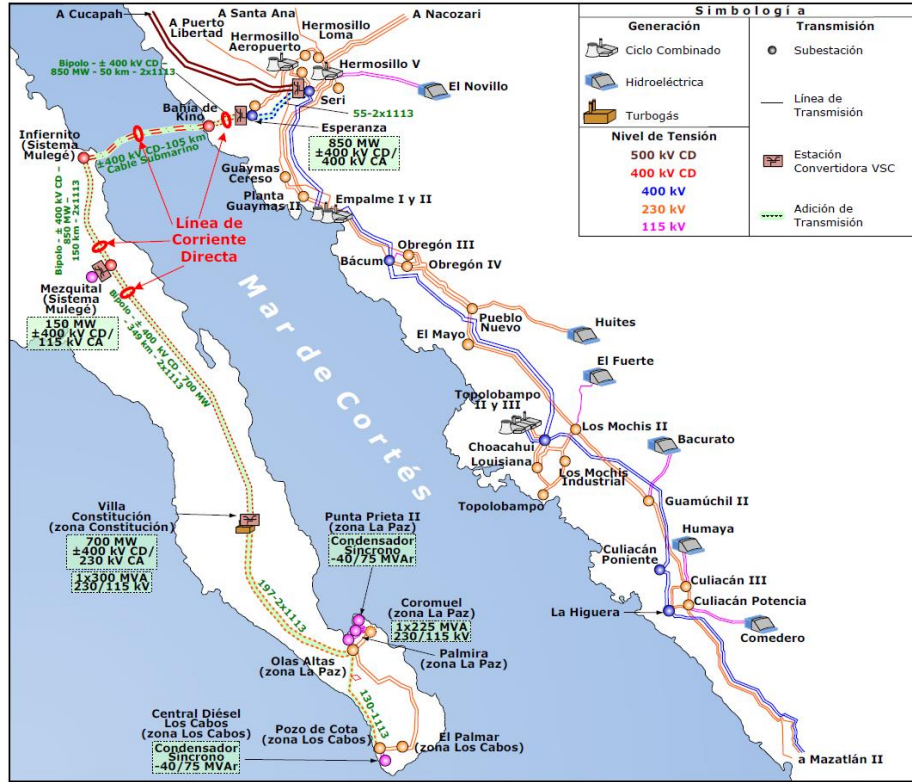 A Cucapah
A Puerto
Libertad
A Santa Ana
Hermosillo
Aeropuerto
Hermosillo
Loma
A Nacozari
Hermosillo V
El Novillo
Seri
55-2x1113
Bipolo - ± 400 kV CD –
850 MW - 50 km - 2x1113
Bahía de
Kino
Esperanza
850 MW
±400 kV CD/
400 kV CA
Infiernito
(Sistema
Mulegé)
±400 kV CD-105 km
Cable Submarino
Guaymas
Cereso
Planta
Guaymas II
Empalme I y II
Bipolo - ± 400 kV CD –
850 MW –
150 km - 2x1113
Línea de
Corriente
Directa
Obregón III
Bácum
Obregón IV
Mezquital
(Sistema
Mulegé)
150 MW
±400 kV CD/
115 kV CA
Bipolo - ± 400 kV CD -700 MW
- 349 km - 2x1113
Mar de Cortés
Pueblo
Nuevo
El Mayo
Huites
El Fuerte
Topolobampo
II y III
Los Mochis II
Choacahui
Louisiana
Los Mochis
Industrial
Bacurato
Topolobampo
Guamúchil II
Humaya
Villa
Constitución
(zona Constitución)
700 MW
±400 kV CD/
230 kV CA
1x300 MVA
230/115 kV
Punta Prieta II
(zona La Paz)
Condensador
Síncrono
-40/75 MVAr
Culiacán
Poniente
Culiacán III
Culiacán Potencia
La Higuera
Comedero
197-2x1113
Coromuel
(zona La Paz)
1x225 MVA
230/115 kV
Palmira
(zona La Paz)
Olas Altas
(zona La Paz)
130-1113
Central Diésel
Los Cabos
(zona Los Cabos)
Condensador
Síncrono
-40/75 MVAr
Pozo de Cota
(zona Los Cabos)
El Palmar
(zona Los Cabos)
a Mazatlán II
Simbología
Generación
Ciclo Combinado
Hidroeléctrica
Turbogás
Nivel de Tensión
500 kV CD
400 kV CD
400 kV
230 kV
115 kV
Transmisión
Subestación
Línea de
Transmisión
Estación
Convertidora VSC
Adición de
Transmisión